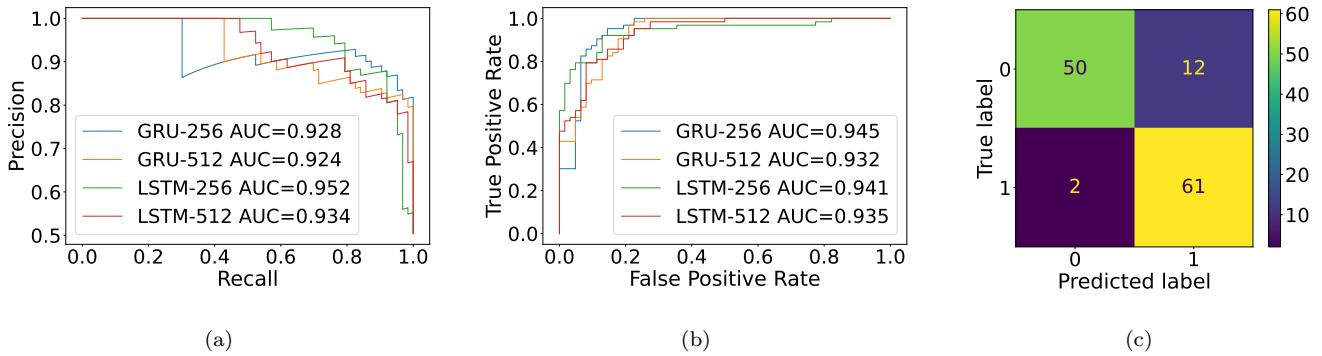 1.0
0.9
0.8
0.7
0.6
0.5
Precision
GRU-256 AUC=0.928
GRU-512 AUC=0.924
LSTM-256 AUC=0.952
LSTM-512 AUC=0.934
0.0 0.2 0.4 0.6 0.8 1.0
Recall
(a)
1.0
0.8
0.6
0.4
0.2
0.0
True Positive Rate
GRU-256 AUC=0.945
GRU-512 AUC=0.932
LSTM-256 AUC=0.941
LSTM-512 AUC=0.935
0.0 0.2 0.4 0.6 0.8 1.0
False Positive Rate
(b)
True label
0
1
50 12
2 61
0 1
Predicted label
60
50
40
30
20
10
(c)